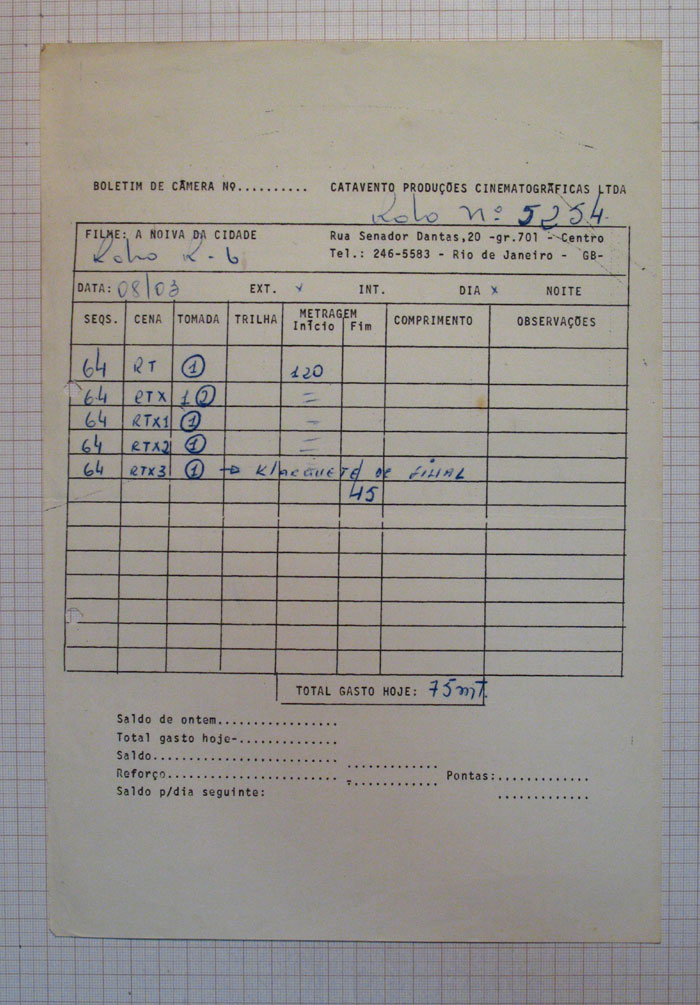 BOLETIM DE CÂMERA Nº.......... CATAVENTO PRODUÇÕES CINEMATOGRÁFICAS LTDA
Rolo Nº 5254
FILME: A NOIVA DA CIDADE Rua Senador Dantas,20 -gr.701 - Centro
Rolo R-6 Tel.: 246-5583 - Rio de Janeiro - GB-
DATA: 08/03 EXT. x INT. DIA x NOITE
SEQS. CENA TOMADA TRILHA METRAGEM COMPRIMENTO OBSERVAÇÕES
Início Fim
64 RT 1 120
64 RTX 1 2 =
64 RTX1 1 =
64 RTX2 1 =
64 RTX3 1 → KLAQUETE DE FINAL
45
TOTAL GASTO HOJE: 75mt
Saldo de ontem.................
Total gasto hoje-..............
Saldo.......................... .............
Reforço........................ =............ Pontas:.............
Saldo p/dia seguinte: .............